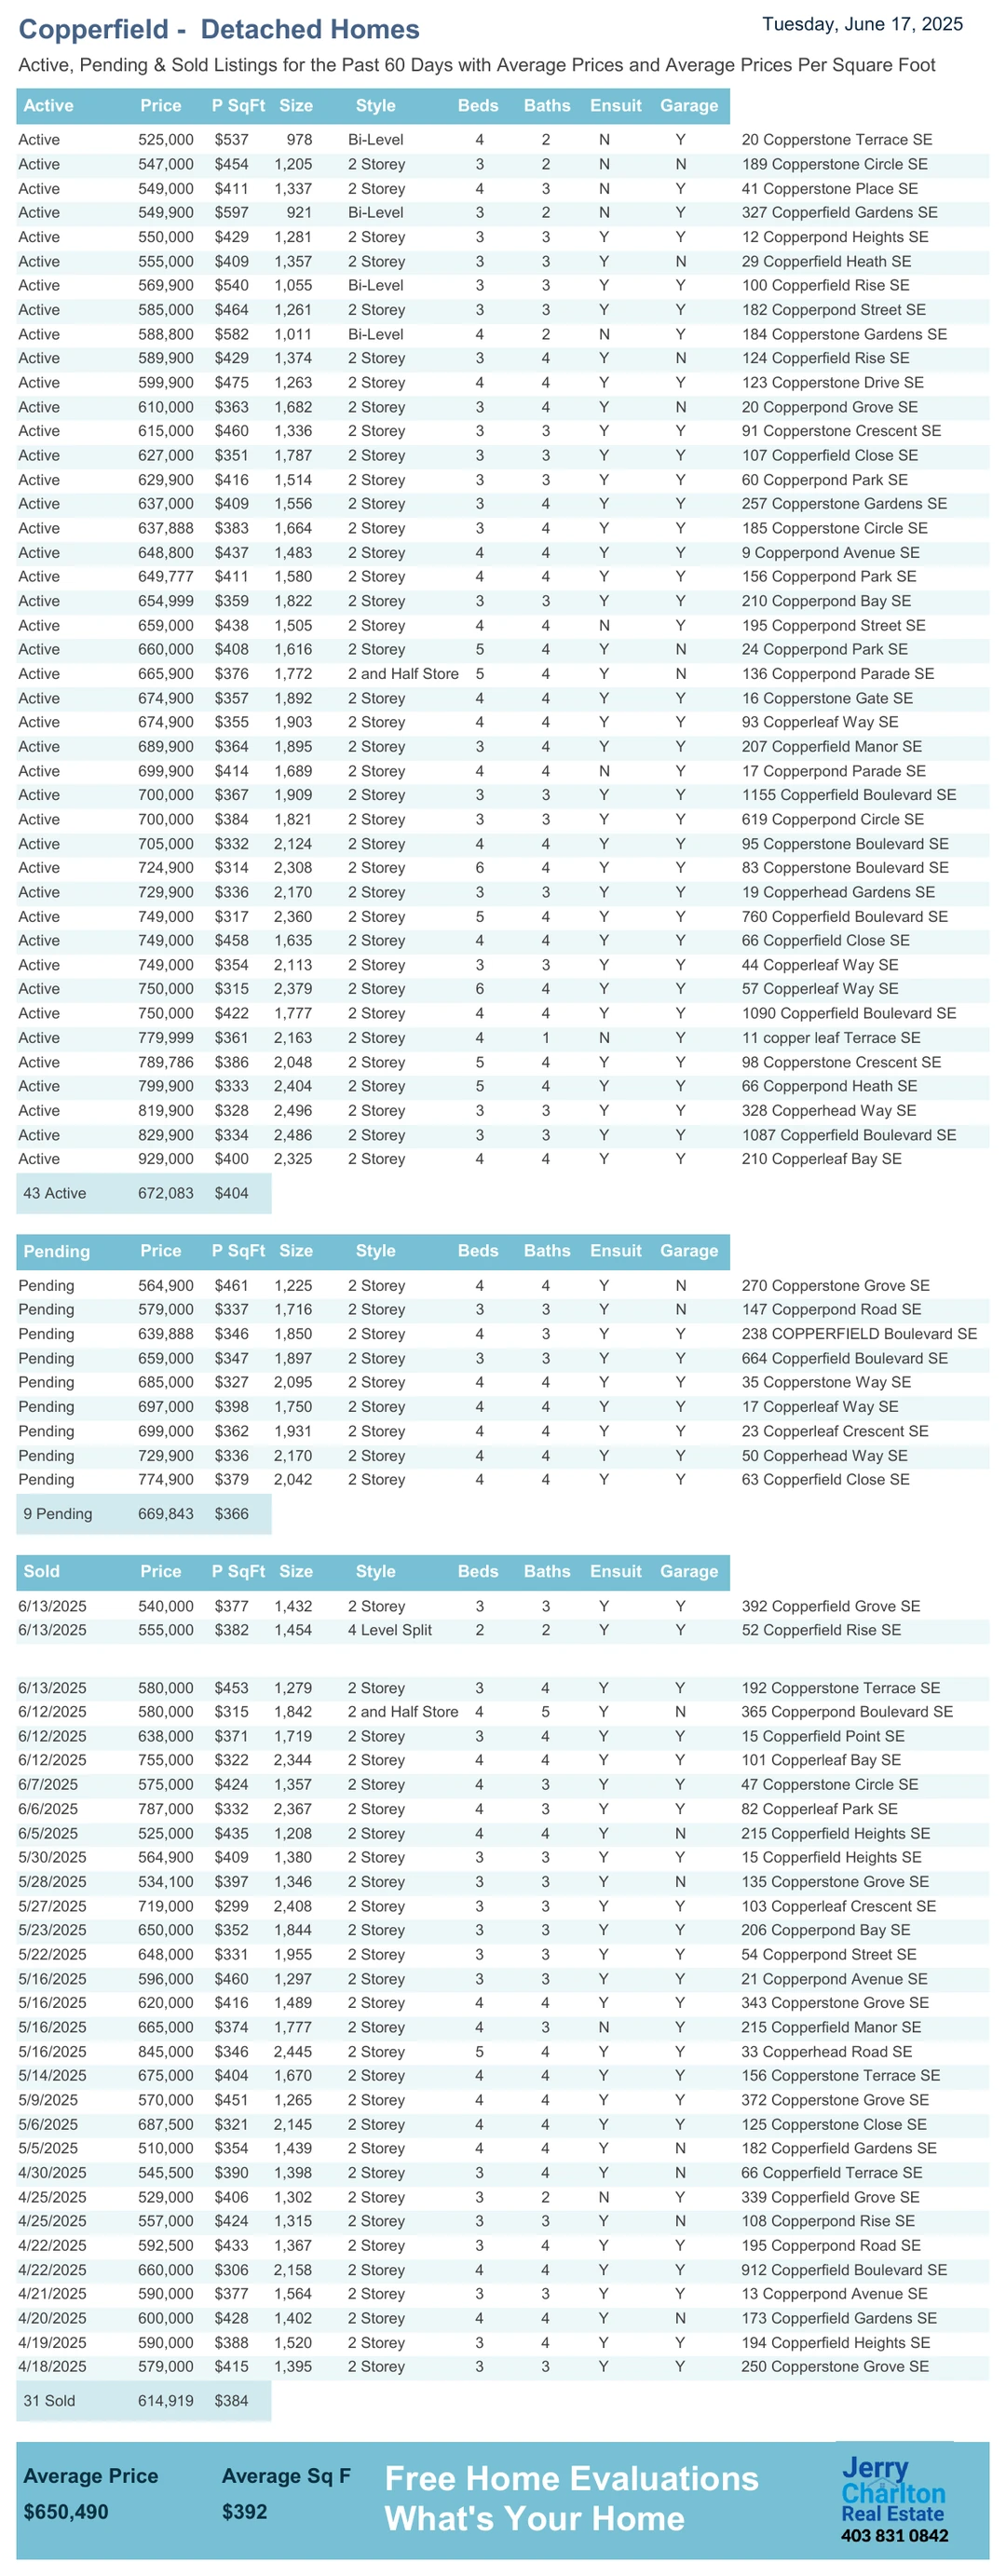 Copperfield - Detached Homes
Tuesday, June 17, 2025
Active, Pending & Sold Listings for the Past 60 Days with Average Prices and Average Prices Per Square Foot
Active Price P SqFt Size Style Beds Baths Ensuit Garage
Active 525,000 $537 978 Bi-Level 4 2 N Y 20 Copperstone Terrace SE
Active 547,000 $454 1,205 2 Storey 3 2 N N 189 Copperstone Circle SE
Active 549,000 $411 1,337 2 Storey 4 3 N Y 41 Copperstone Place SE
Active 549,900 $597 921 Bi-Level 3 2 N Y 327 Copperfield Gardens SE
Active 550,000 $429 1,281 2 Storey 3 3 Y Y 12 Copperpond Heights SE
Active 555,000 $409 1,357 2 Storey 3 3 Y N 29 Copperfield Heath SE
Active 569,900 $540 1,055 Bi-Level 3 3 Y Y 100 Copperfield Rise SE
Active 585,000 $464 1,261 2 Storey 3 3 Y Y 182 Copperpond Street SE
Active 588,800 $582 1,011 Bi-Level 4 2 N Y 184 Copperstone Gardens SE
Active 589,900 $429 1,374 2 Storey 3 4 Y N 124 Copperfield Rise SE
Active 599,900 $475 1,263 2 Storey 4 4 Y Y 123 Copperstone Drive SE
Active 610,000 $363 1,682 2 Storey 3 4 Y N 20 Copperpond Grove SE
Active 615,000 $460 1,336 2 Storey 3 3 Y Y 91 Copperstone Crescent SE
Active 627,000 $351 1,787 2 Storey 3 3 Y Y 107 Copperfield Close SE
Active 629,900 $416 1,514 2 Storey 3 3 Y Y 60 Copperpond Park SE
Active 637,000 $409 1,556 2 Storey 3 4 Y Y 257 Copperstone Gardens SE
Active 637,888 $383 1,664 2 Storey 3 4 Y Y 185 Copperstone Circle SE
Active 648,800 $437 1,483 2 Storey 4 4 Y Y 9 Copperpond Avenue SE
Active 649,777 $411 1,580 2 Storey 4 4 Y Y 156 Copperpond Park SE
Active 654,999 $359 1,822 2 Storey 3 3 Y Y 210 Copperpond Bay SE
Active 659,000 $438 1,505 2 Storey 4 4 N Y 195 Copperpond Street SE
Active 660,000 $408 1,616 2 Storey 5 4 Y N 24 Copperpond Park SE
Active 665,900 $376 1,772 2 and Half Store 5 4 Y N 136 Copperpond Parade SE
Active 674,900 $357 1,892 2 Storey 4 4 Y Y 16 Copperstone Gate SE
Active 674,900 $355 1,903 2 Storey 4 4 Y Y 93 Copperleaf Way SE
Active 689,900 $364 1,895 2 Storey 3 4 Y Y 207 Copperfield Manor SE
Active 699,900 $414 1,689 2 Storey 4 4 N Y 17 Copperpond Parade SE
Active 700,000 $367 1,909 2 Storey 3 3 Y Y 1155 Copperfield Boulevard SE
Active 700,000 $384 1,821 2 Storey 3 3 Y Y 619 Copperpond Circle SE
Active 705,000 $332 2,124 2 Storey 4 4 Y Y 95 Copperstone Boulevard SE
Active 724,900 $314 2,308 2 Storey 6 4 Y Y 83 Copperstone Boulevard SE
Active 729,900 $336 2,170 2 Storey 3 3 Y Y 19 Copperhead Gardens SE
Active 749,000 $317 2,360 2 Storey 5 4 Y Y 760 Copperfield Boulevard SE
Active 749,000 $458 1,635 2 Storey 4 4 Y Y 66 Copperfield Close SE
Active 749,000 $354 2,113 2 Storey 3 3 Y Y 44 Copperleaf Way SE
Active 750,000 $315 2,379 2 Storey 6 4 Y Y 57 Copperleaf Way SE
Active 750,000 $422 1,777 2 Storey 4 4 Y Y 1090 Copperfield Boulevard SE
Active 779,999 $361 2,163 2 Storey 4 1 N Y 11 copper leaf Terrace SE
Active 789,786 $386 2,048 2 Storey 5 4 Y Y 98 Copperstone Crescent SE
Active 799,900 $333 2,404 2 Storey 5 4 Y Y 66 Copperpond Heath SE
Active 819,900 $328 2,496 2 Storey 3 3 Y Y 328 Copperhead Way SE
Active 829,900 $334 2,486 2 Storey 3 3 Y Y 1087 Copperfield Boulevard SE
Active 929,000 $400 2,325 2 Storey 4 4 Y Y 210 Copperleaf Bay SE
43 Active 672,083 $404
Pending Price P SqFt Size Style Beds Baths Ensuit Garage
Pending 564,900 $461 1,225 2 Storey 4 4 Y N 270 Copperstone Grove SE
Pending 579,000 $337 1,716 2 Storey 3 3 Y N 147 Copperpond Road SE
Pending 639,888 $346 1,850 2 Storey 4 3 Y Y 238 COPPERFIELD Boulevard SE
Pending 659,000 $347 1,897 2 Storey 3 3 Y Y 664 Copperfield Boulevard SE
Pending 685,000 $327 2,095 2 Storey 4 4 Y Y 35 Copperstone Way SE
Pending 697,000 $398 1,750 2 Storey 4 4 Y Y 17 Copperleaf Way SE
Pending 699,000 $362 1,931 2 Storey 4 4 Y Y 23 Copperleaf Crescent SE
Pending 729,900 $336 2,170 2 Storey 4 4 Y Y 50 Copperhead Way SE
Pending 774,900 $379 2,042 2 Storey 4 4 Y Y 63 Copperfield Close SE
9 Pending 669,843 $366
Sold Price P SqFt Size Style Beds Baths Ensuit Garage
6/13/2025 540,000 $377 1,432 2 Storey 3 3 Y Y 392 Copperfield Grove SE
6/13/2025 555,000 $382 1,454 4 Level Split 2 2 Y Y 52 Copperfield Rise SE
6/13/2025 580,000 $453 1,279 2 Storey 3 4 Y Y 192 Copperstone Terrace SE
6/12/2025 580,000 $315 1,842 2 and Half Store 4 5 Y N 365 Copperpond Boulevard SE
6/12/2025 638,000 $371 1,719 2 Storey 3 4 Y Y 15 Copperfield Point SE
6/12/2025 755,000 $322 2,344 2 Storey 4 4 Y Y 101 Copperleaf Bay SE
6/7/2025 575,000 $424 1,357 2 Storey 4 3 Y Y 47 Copperstone Circle SE
6/6/2025 787,000 $332 2,367 2 Storey 4 3 Y Y 82 Copperleaf Park SE
6/5/2025 525,000 $435 1,208 2 Storey 4 4 Y N 215 Copperfield Heights SE
5/30/2025 564,900 $409 1,380 2 Storey 3 3 Y Y 15 Copperfield Heights SE
5/28/2025 534,100 $397 1,346 2 Storey 3 3 Y N 135 Copperstone Grove SE
5/27/2025 719,000 $299 2,408 2 Storey 3 3 Y Y 103 Copperleaf Crescent SE
5/23/2025 650,000 $352 1,844 2 Storey 3 3 Y Y 206 Copperpond Bay SE
5/22/2025 648,000 $331 1,955 2 Storey 3 3 Y Y 54 Copperpond Street SE
5/16/2025 596,000 $460 1,297 2 Storey 3 3 Y Y 21 Copperpond Avenue SE
5/16/2025 620,000 $416 1,489 2 Storey 4 4 Y Y 343 Copperstone Grove SE
5/16/2025 665,000 $374 1,777 2 Storey 4 3 N Y 215 Copperfield Manor SE
5/16/2025 845,000 $346 2,445 2 Storey 5 4 Y Y 33 Copperhead Road SE
5/14/2025 675,000 $404 1,670 2 Storey 4 4 Y Y 156 Copperstone Terrace SE
5/9/2025 570,000 $451 1,265 2 Storey 4 4 Y Y 372 Copperstone Grove SE
5/6/2025 687,500 $321 2,145 2 Storey 4 4 Y Y 125 Copperstone Close SE
5/5/2025 510,000 $354 1,439 2 Storey 4 4 Y N 182 Copperfield Gardens SE
4/30/2025 545,500 $390 1,398 2 Storey 3 4 Y N 66 Copperfield Terrace SE
4/25/2025 529,000 $406 1,302 2 Storey 3 2 N Y 339 Copperfield Grove SE
4/25/2025 557,000 $424 1,315 2 Storey 3 3 Y N 108 Copperpond Rise SE
4/22/2025 592,500 $433 1,367 2 Storey 3 4 Y Y 195 Copperpond Road SE
4/22/2025 660,000 $306 2,158 2 Storey 4 4 Y Y 912 Copperfield Boulevard SE
4/21/2025 590,000 $377 1,564 2 Storey 3 3 Y Y 13 Copperpond Avenue SE
4/20/2025 600,000 $428 1,402 2 Storey 4 4 Y N 173 Copperfield Gardens SE
4/19/2025 590,000 $388 1,520 2 Storey 3 4 Y Y 194 Copperfield Heights SE
4/18/2025 579,000 $415 1,395 2 Storey 3 3 Y Y 250 Copperstone Grove SE
31 Sold 614,919 $384
Average Price Average Sq F
$650,490 $392
Free Home Evaluations
What's Your Home
Jerry
Charlton
Real Estate
403 831 0842